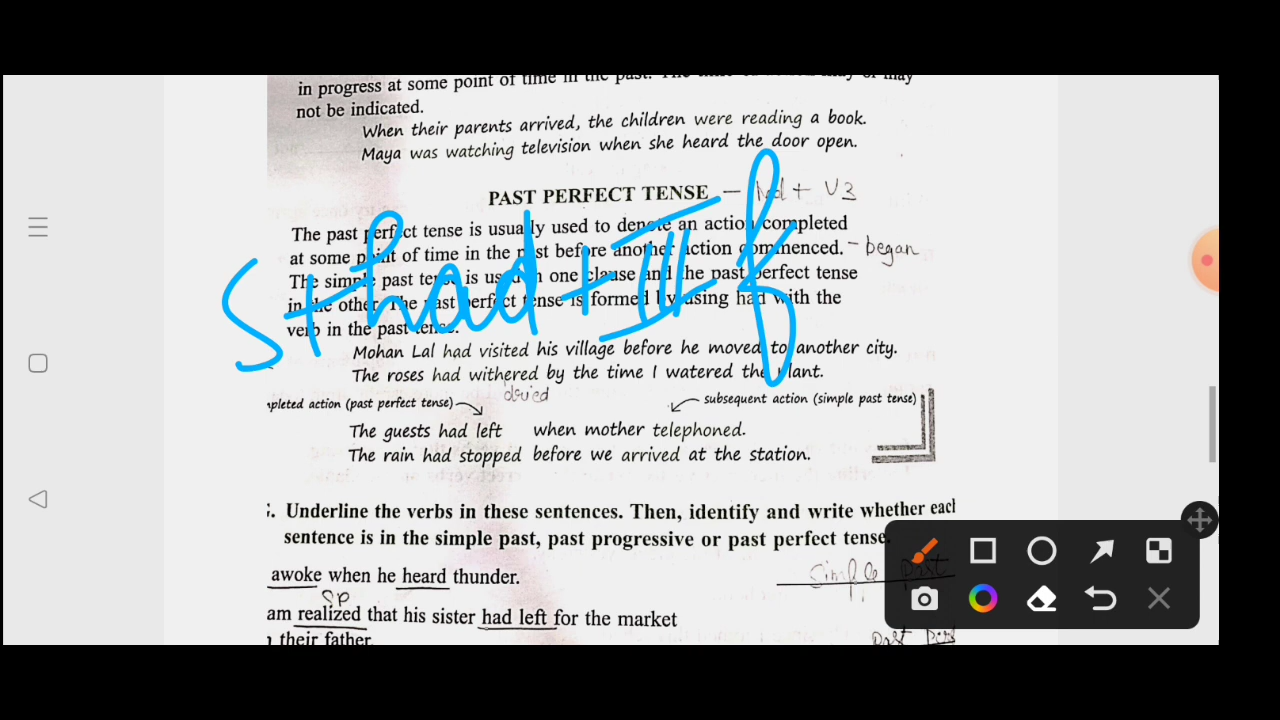 in progress at some point of time in the past. The
not be indicated.
When their parents arrived, the children were reading a book.
Maya was watching television when she heard the door open.
PAST PERFECT TENSE — had + V3
The past perfect tense is usually used to denote an action completed
at some point of time in the past before another action commenced. - began
The simple past tense is used in one clause and the past perfect tense
in the other. The past perfect tense is formed by using had with the
verb in the past tense.
S+had+III f
Mohan Lal had visited his village before he moved to another city.
The roses had withered by the time I watered the plant.
dried
pleted action (past perfect tense) subsequent action (simple past tense)
The guests had left when mother telephoned.
The rain had stopped before we arrived at the station.
. Underline the verbs in these sentences. Then, identify and write whether each
sentence is in the simple past, past progressive or past perfect tense.
awoke when he heard thunder. Simple past
SP
am realized that his sister had left for the market
their father. past